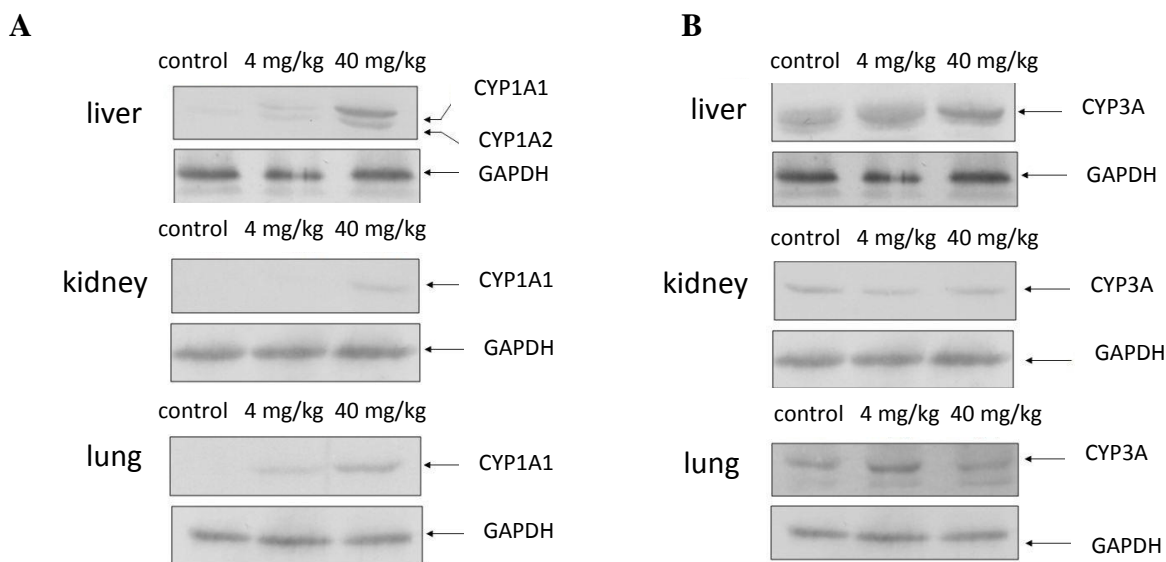 A
control 4 mg/kg 40 mg/kg
liver
CYP1A1
CYP1A2
GAPDH
control 4 mg/kg 40 mg/kg
kidney
CYP1A1
GAPDH
control 4 mg/kg 40 mg/kg
lung
CYP1A1
GAPDH
B
control 4 mg/kg 40 mg/kg
liver
CYP3A
GAPDH
control 4 mg/kg 40 mg/kg
kidney
CYP3A
GAPDH
control 4 mg/kg 40 mg/kg
lung
CYP3A
GAPDH